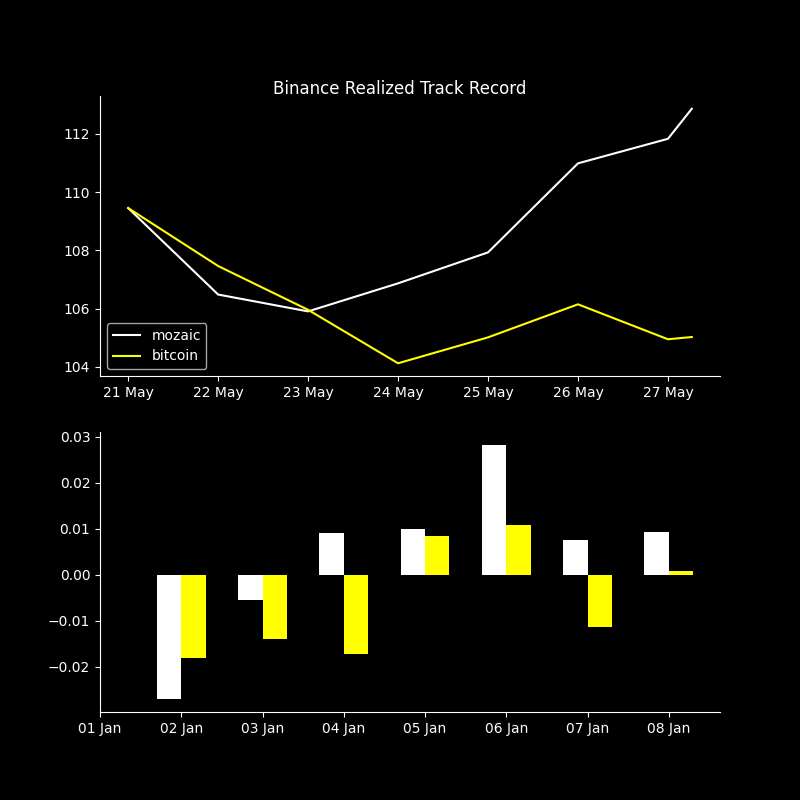 Binance Realized Track Record
112
110
108
106
104
mozaic
bitcoin
21 May 22 May 23 May 24 May 25 May 26 May 27 May
0.03
0.02
0.01
0.00
−0.01
−0.02
01 Jan 02 Jan 03 Jan 04 Jan 05 Jan 06 Jan 07 Jan 08 Jan